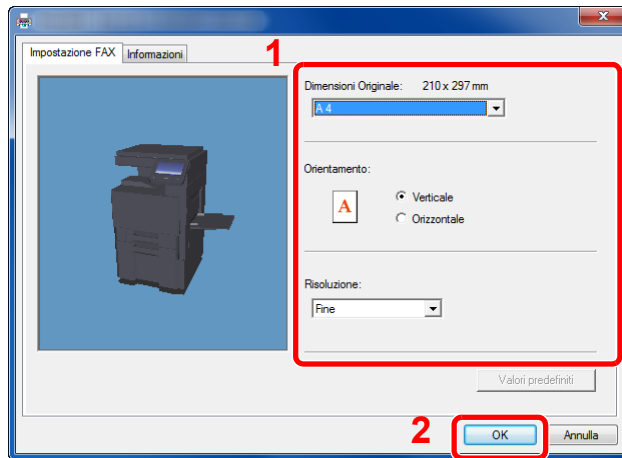 Impostazione FAX Informazioni
1
Dimensioni Originale: 210 x 297 mm
A4
Orientamento:
A
Verticale
Orizzontale
Risoluzione:
Fine
Valori predefiniti
2
OK Annulla